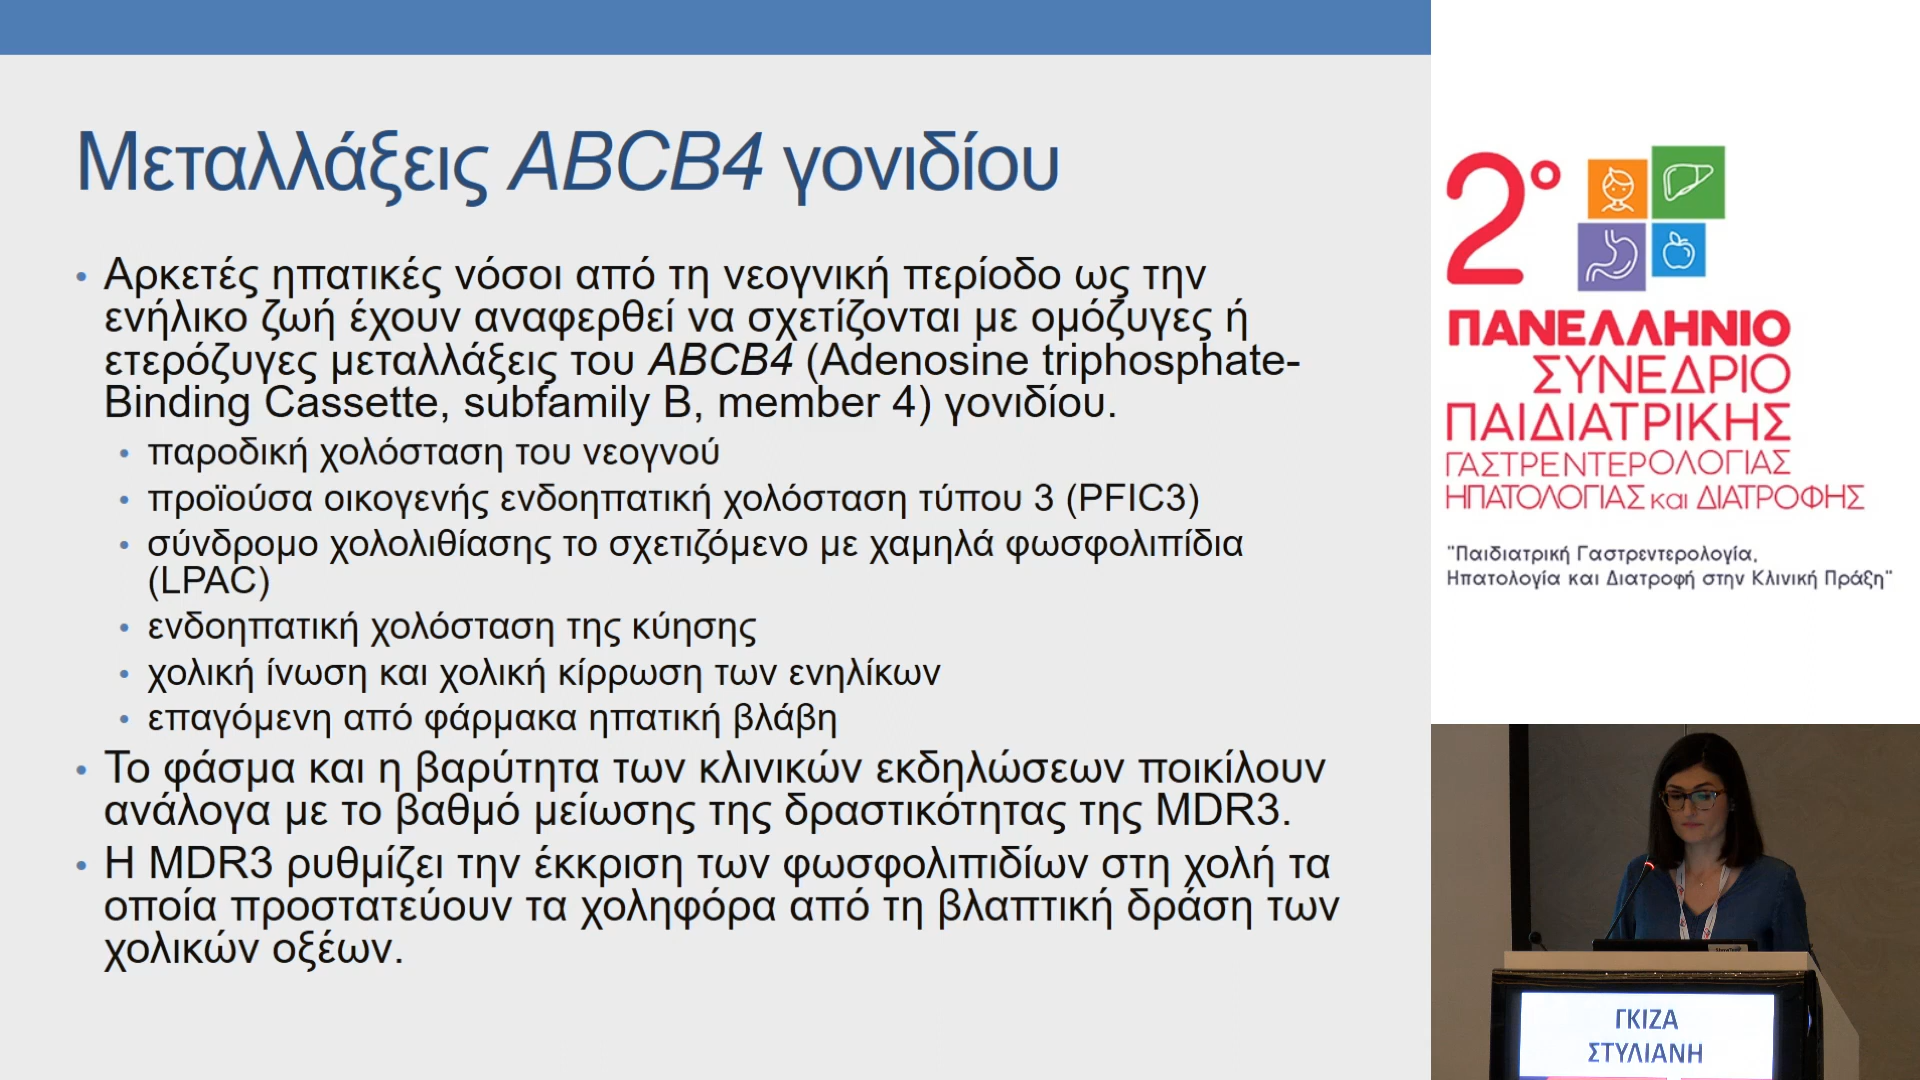 Μεταλλάξεις ABCB4 γονιδίου
• Αρκετές ηπατικές νόσοι από τη νεογνική περίοδο ως την
ενήλικο ζωή έχουν αναφερθεί να σχετίζονται με ομόζυγες ή
ετερόζυγες μεταλλάξεις του ABCB4 (Adenosine triphosphate-
Binding Cassette, subfamily B, member 4) γονιδίου.
• παροδική χολόσταση του νεογνού
• προϊούσα οικογενής ενδοηπατική χολόσταση τύπου 3 (PFIC3)
• σύνδρομο χολολιθίασης το σχετιζόμενο με χαμηλά φωσφολιπίδια
(LPAC)
• ενδοηπατική χολόσταση της κύησης
• χολική ίνωση και χολική κίρρωση των ενηλίκων
• επαγόμενη από φάρμακα ηπατική βλάβη
• Το φάσμα και η βαρύτητα των κλινικών εκδηλώσεων ποικίλουν
ανάλογα με το βαθμό μείωσης της δραστικότητας της MDR3.
• Η MDR3 ρυθμίζει την έκκριση των φωσφολιπιδίων στη χολή τα
οποία προστατεύουν τα χοληφόρα από τη βλαπτική δράση των
χολικών οξέων.
2°
ΠΑΝΕΛΛΗΝΙΟ
ΣΥΝΕΔΡΙΟ
ΠΑΙΔΙΑΤΡΙΚΗΣ
ΓΑΣΤΡΕΝΤΕΡΟΛΟΓΙΑΣ
ΗΠΑΤΟΛΟΓΙΑΣ και ΔΙΑΤΡΟΦΗΣ
"Παιδιατρική Γαστρεντερολογία,
Ηπατολογία και Διατροφή στην Κλινική Πράξη"
ΓΚΙΖΑ
ΣΤΥΛΙΑΝΗ